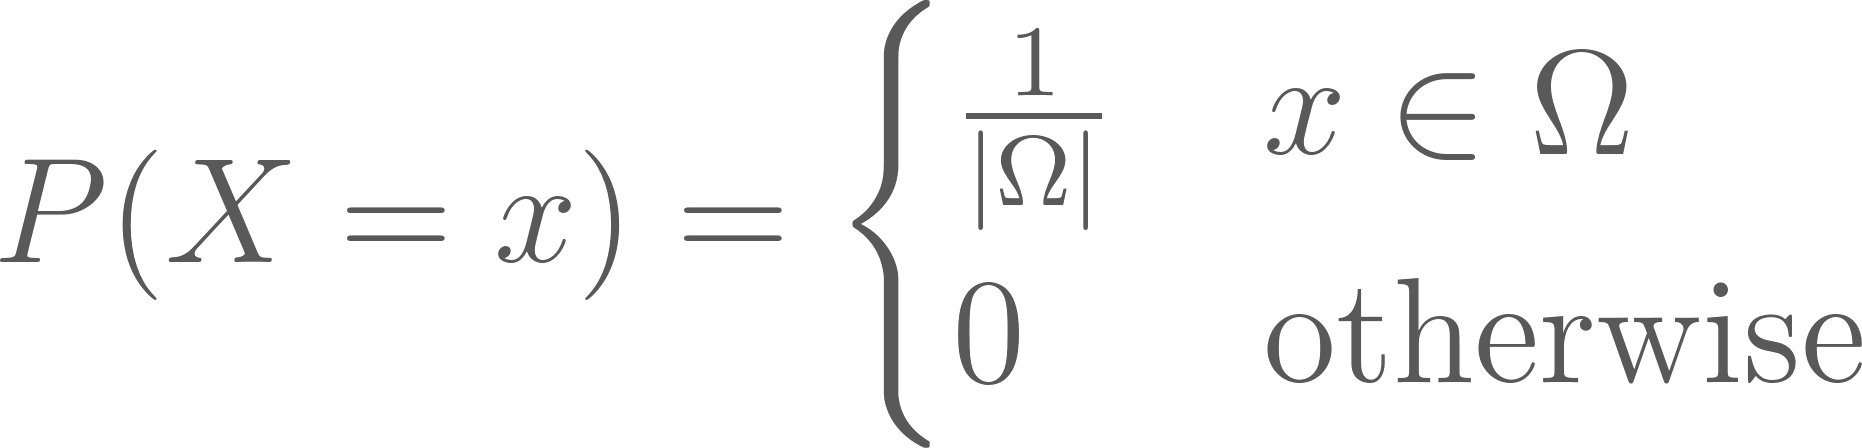 P(X = x) = { 1/|Ω| x ∈ Ω
0 otherwise